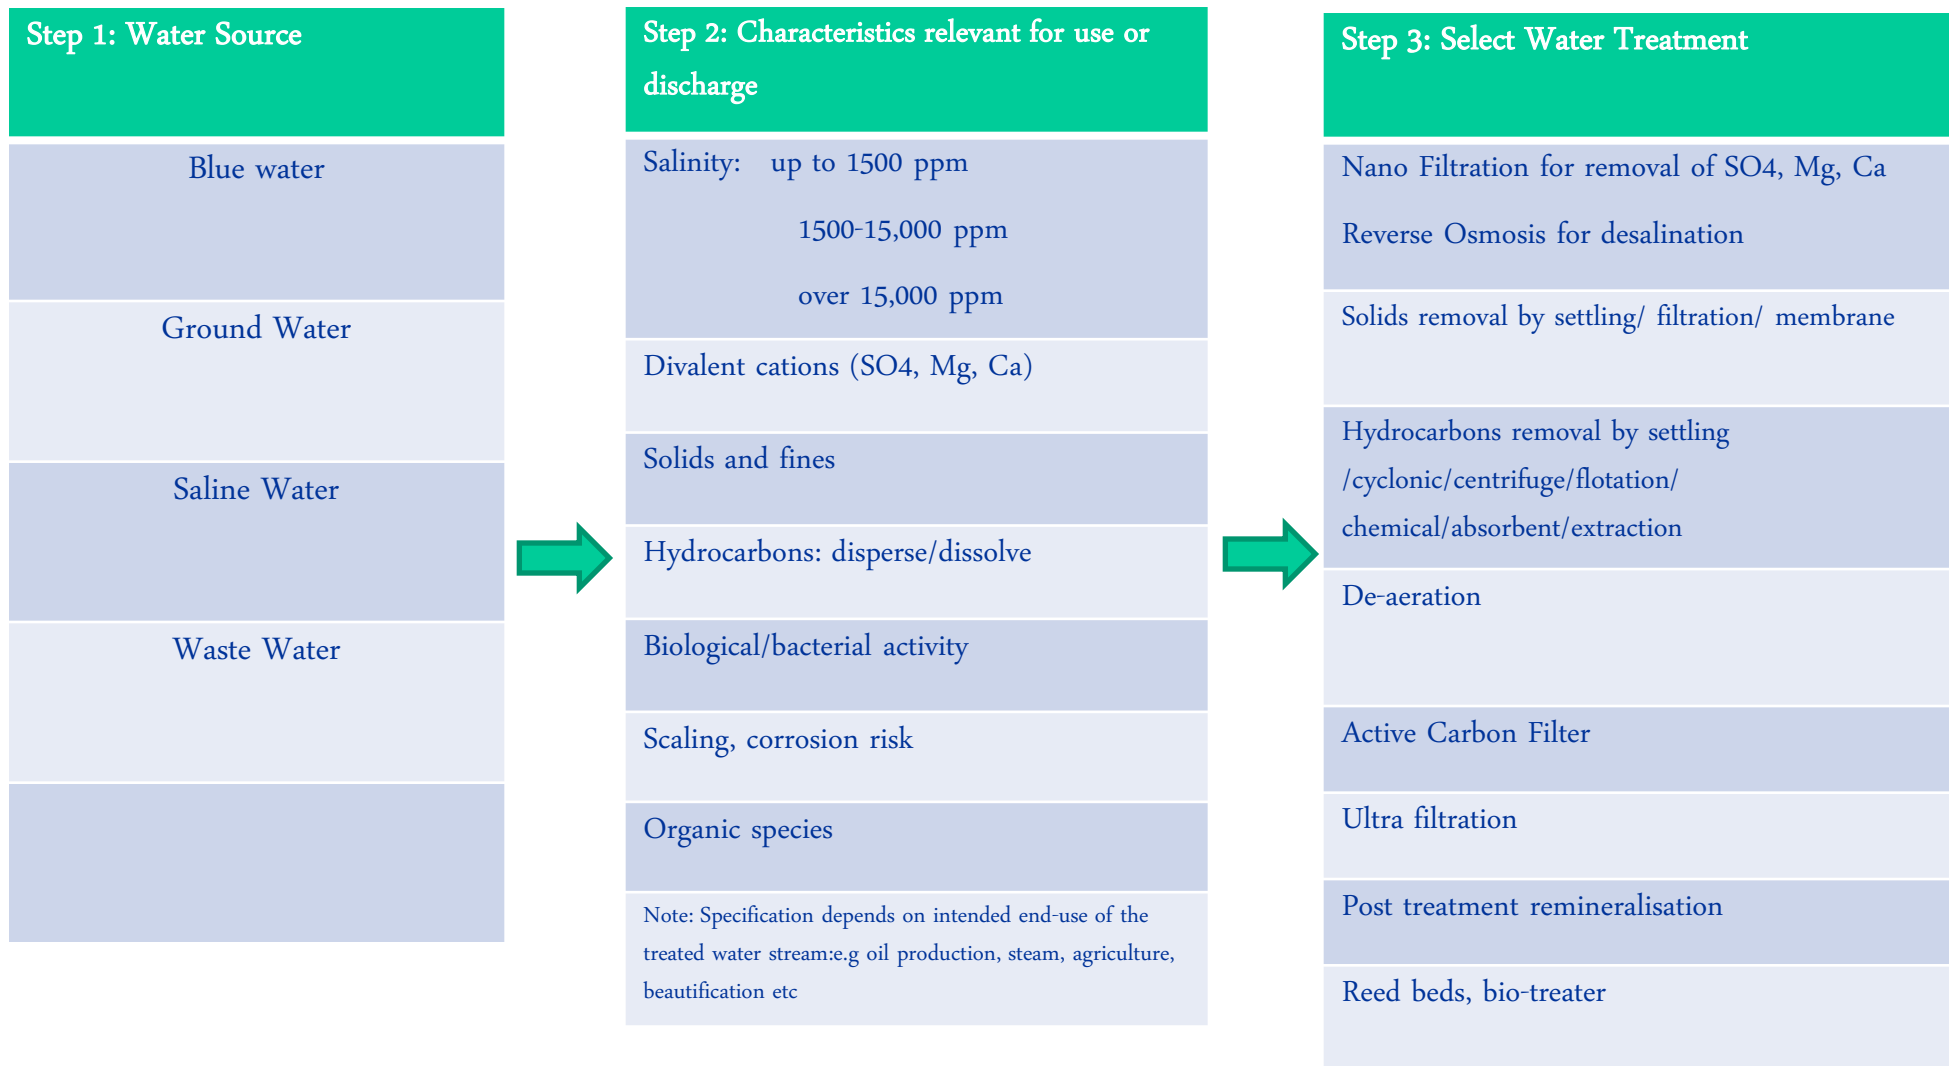 Step 1: Water Source
Blue water
Ground Water
Saline Water
Waste Water
Step 2: Characteristics relevant for use or
discharge
Salinity: up to 1500 ppm
1500-15,000 ppm
over 15,000 ppm
Divalent cations (SO4, Mg, Ca)
Solids and fines
Hydrocarbons: disperse/dissolve
Biological/bacterial activity
Scaling, corrosion risk
Organic species
Note: Specification depends on intended end-use of the
treated water stream:e.g oil production, steam, agriculture,
beautification etc
Step 3: Select Water Treatment
Nano Filtration for removal of SO4, Mg, Ca
Reverse Osmosis for desalination
Solids removal by settling/ filtration/ membrane
Hydrocarbons removal by settling
/cyclonic/centrifuge/flotation/
chemical/absorbent/extraction
De-aeration
Active Carbon Filter
Ultra filtration
Post treatment remineralisation
Reed beds, bio-treater